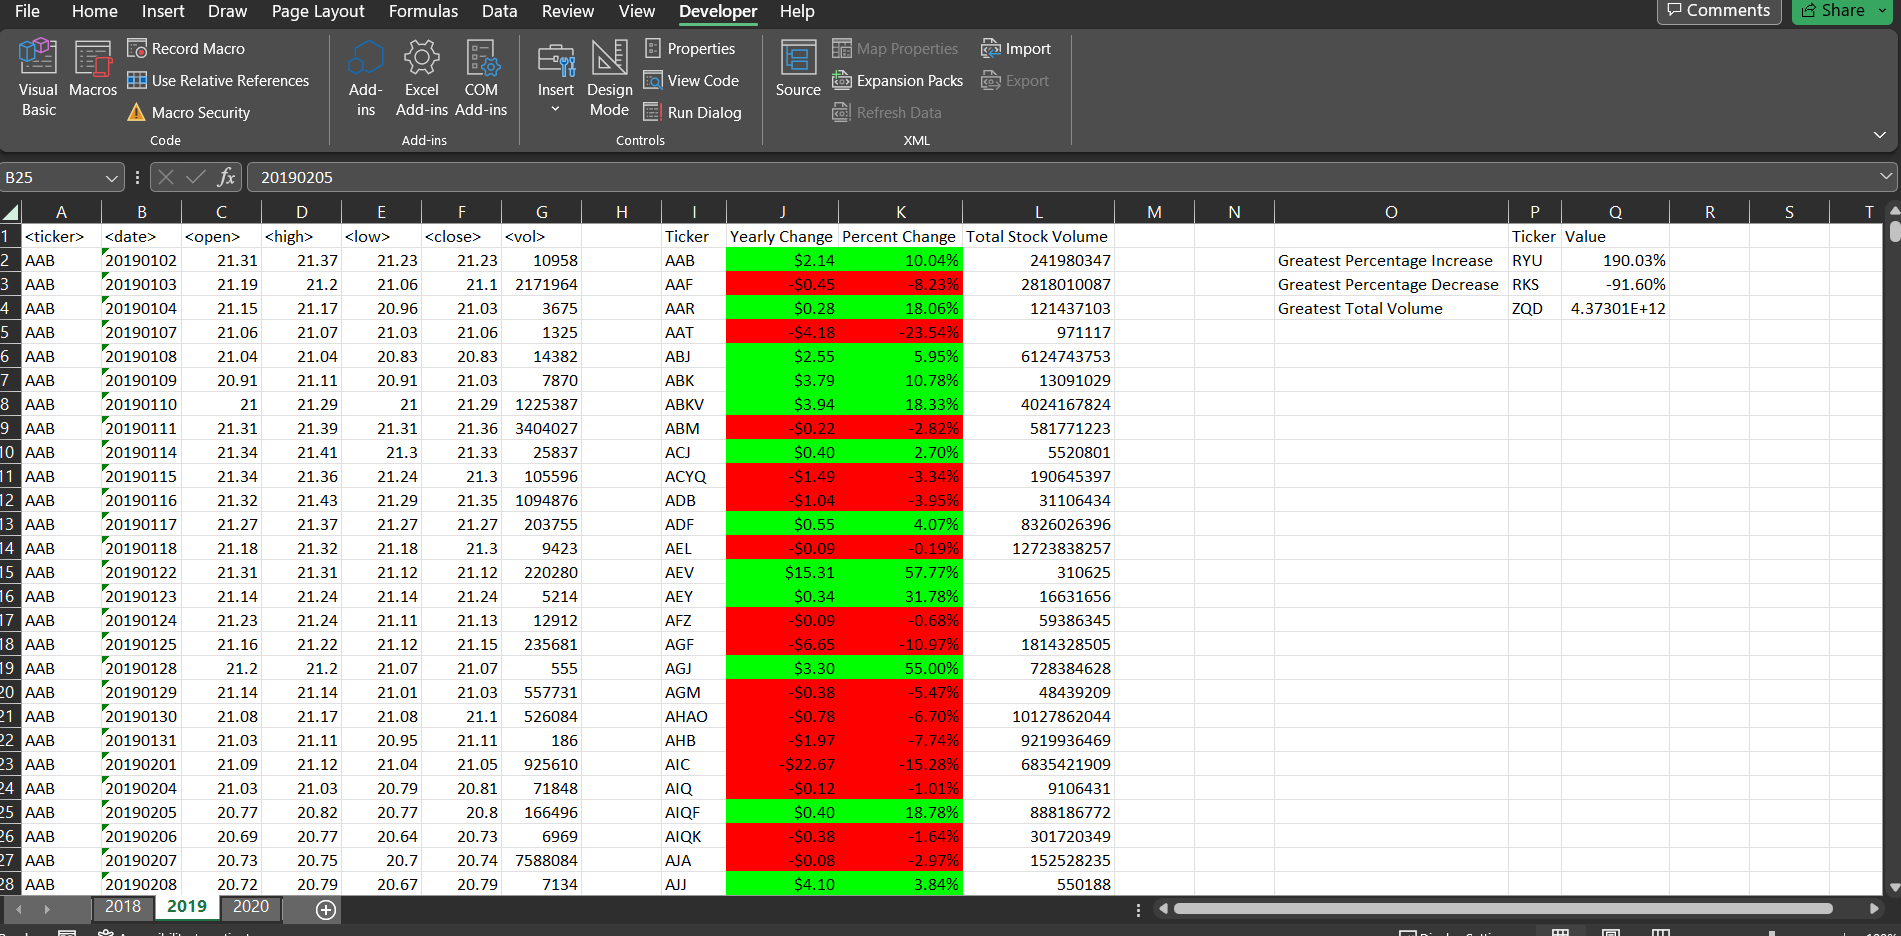 File Home Insert Draw Page Layout Formulas Data Review View Developer Help Comments Share
Record Macro Properties Map Properties Import
Use Relative References View Code Expansion Packs Export
Visual Basic Macros Add-ins Excel Add-ins COM Add-ins Insert Design Mode Source
Macro Security Run Dialog Refresh Data
Code Add-ins Controls XML
B25 fx 20190205
A B C D E F G H I J K L M N O P Q R S T
1 <ticker> <date> <open> <high> <low> <close> <vol> Ticker Yearly Change Percent Change Total Stock Volume Ticker Value
2 AAB 20190102 21.31 21.37 21.23 21.23 10958 AAB $2.14 10.04% 241980347 Greatest Percentage Increase RYU 190.03%
3 AAB 20190103 21.19 21.2 21.06 21.1 2171964 AAF -$0.45 -8.23% 2818010087 Greatest Percentage Decrease RKS -91.60%
4 AAB 20190104 21.15 21.17 20.96 21.03 3675 AAR $0.28 18.06% 121437103 Greatest Total Volume ZQD 4.37301E+12
5 AAB 20190107 21.06 21.07 21.03 21.06 1325 AAT -$4.18 -23.54% 971117
6 AAB 20190108 21.04 21.04 20.83 20.83 14382 ABJ $2.55 5.95% 6124743753
7 AAB 20190109 20.91 21.11 20.91 21.03 7870 ABK $3.79 10.78% 13091029
8 AAB 20190110 21 21.29 21 21.29 1225387 ABKV $3.94 18.33% 4024167824
9 AAB 20190111 21.31 21.39 21.31 21.36 3404027 ABM -$0.22 -2.82% 581771223
10 AAB 20190114 21.34 21.41 21.3 21.33 25837 ACJ $0.40 2.70% 5520801
11 AAB 20190115 21.34 21.36 21.24 21.3 105596 ACYQ -$1.49 -3.34% 190645397
12 AAB 20190116 21.32 21.43 21.29 21.35 1094876 ADB -$1.04 -3.95% 31106434
13 AAB 20190117 21.27 21.37 21.27 21.27 203755 ADF $0.55 4.07% 8326026396
14 AAB 20190118 21.18 21.32 21.18 21.3 9423 AEL -$0.09 -0.19% 12723838257
15 AAB 20190122 21.31 21.31 21.12 21.12 220280 AEV $15.31 57.77% 310625
16 AAB 20190123 21.14 21.24 21.14 21.24 5214 AEY $0.34 31.78% 16631656
17 AAB 20190124 21.23 21.24 21.11 21.13 12912 AFZ -$0.09 -0.68% 59386345
18 AAB 20190125 21.16 21.22 21.12 21.15 235681 AGF -$6.65 -10.97% 1814328505
19 AAB 20190128 21.2 21.2 21.07 21.07 555 AGJ $3.30 55.00% 728384628
20 AAB 20190129 21.14 21.14 21.01 21.03 557731 AGM -$0.38 -5.47% 48439209
21 AAB 20190130 21.08 21.17 21.08 21.1 526084 AHAO -$0.78 -6.70% 10127862044
22 AAB 20190131 21.03 21.11 20.95 21.11 186 AHB -$1.97 -7.74% 9219936469
23 AAB 20190201 21.09 21.12 21.04 21.05 925610 AIC -$22.67 -15.28% 6835421909
24 AAB 20190204 21.03 21.03 20.79 20.81 71848 AIQ -$0.12 -1.01% 9106431
25 AAB 20190205 20.77 20.82 20.77 20.8 166496 AIQF $0.40 18.78% 888186772
26 AAB 20190206 20.69 20.77 20.64 20.73 6969 AIQK -$0.38 -1.64% 301720349
27 AAB 20190207 20.73 20.75 20.7 20.74 7588084 AJA -$0.08 -2.97% 152528235
28 AAB 20190208 20.72 20.79 20.67 20.79 7134 AJJ $4.10 3.84% 550188
2018 2019 2020